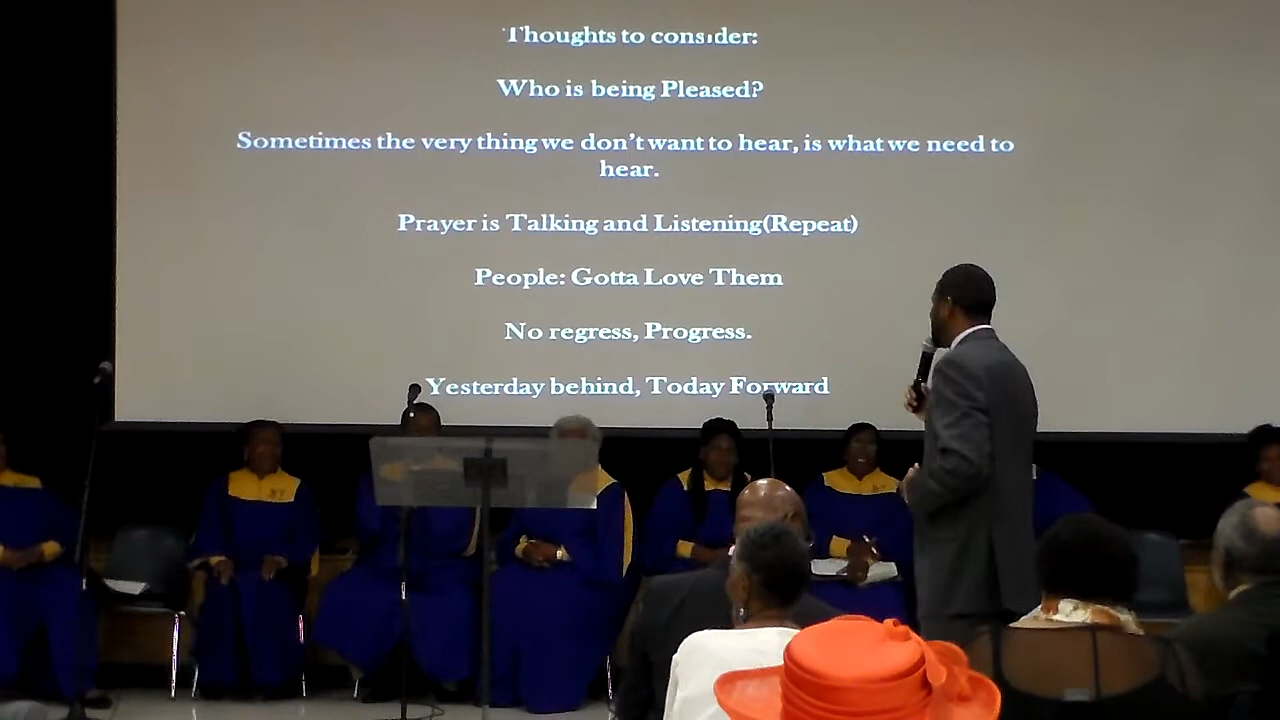 Thoughts to consider:
Who is being Pleased?
Sometimes the very thing we don't want to hear, is what we need to
hear.
Prayer is Talking and Listening(Repeat)
People: Gotta Love Them
No regress, Progress.
Yesterday behind, Today Forward